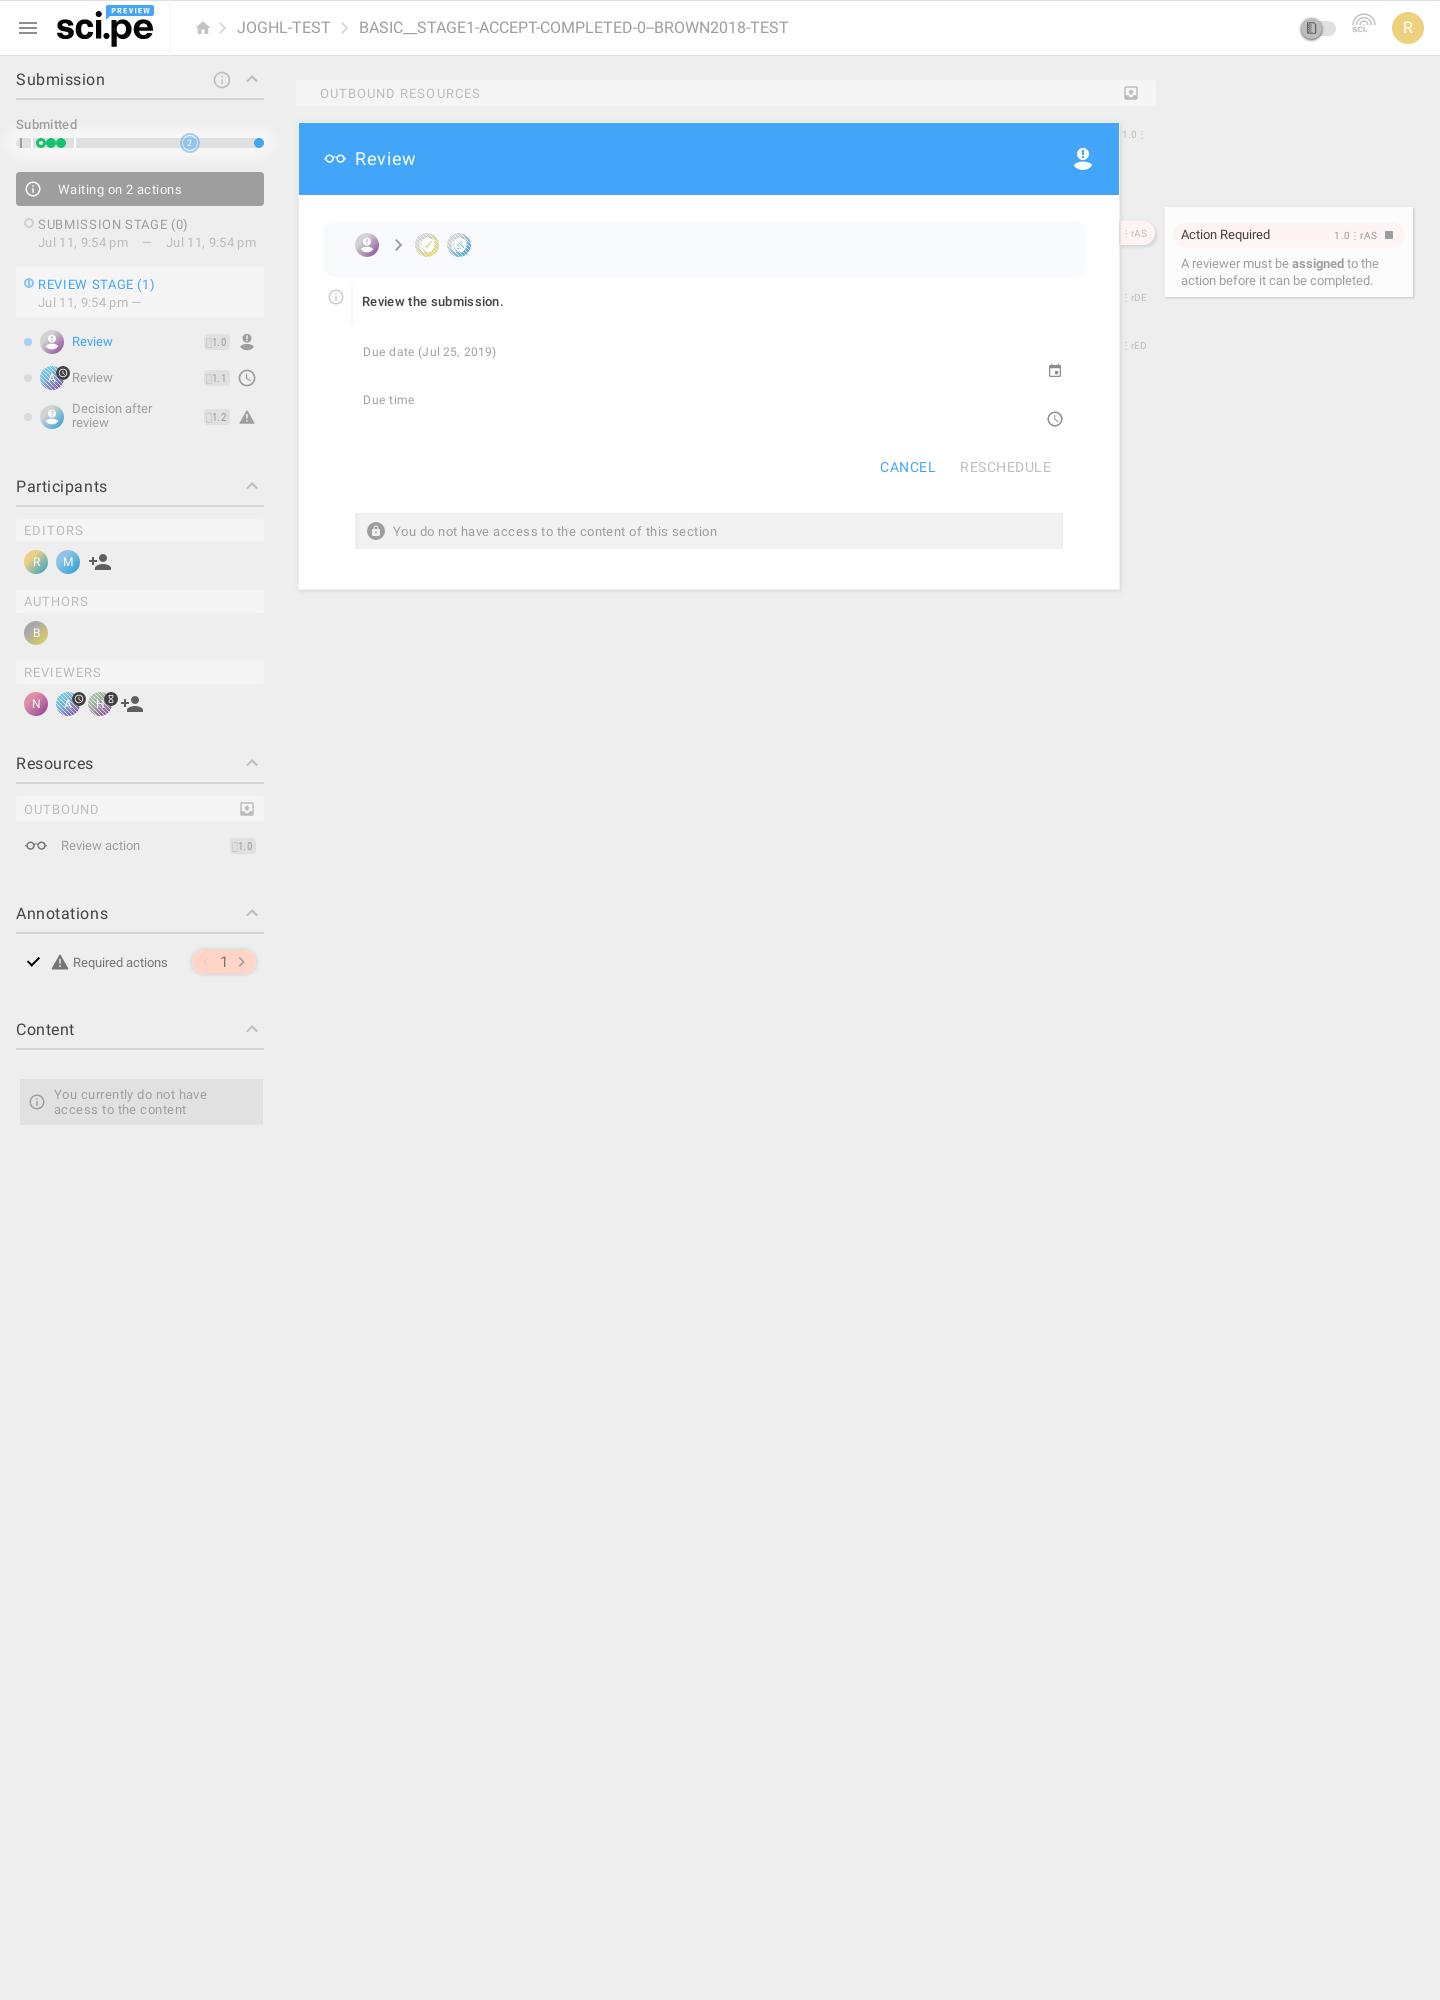 PREVIEW
sci.pe
JOGHL-TEST
BASIC__STAGE1-ACCEPT-COMPLETED-0--BROWN2018-TEST
sci.
R
Submission
Submitted
2
Waiting on 2 actions
SUBMISSION STAGE (0)
Jul 11, 9:54 pm — Jul 11, 9:54 pm
REVIEW STAGE (1)
Jul 11, 9:54 pm —
Review 1.0
A Review 1.1
Decision after
review
1.2
Participants
EDITORS
R M
AUTHORS
B
REVIEWERS
N A H
Resources
OUTBOUND
Review action 1.0
Annotations
Required actions 1
Content
You currently do not have
access to the content
OUTBOUND RESOURCES
1.0⋮
Review
⋮rAS
Review the submission.
⋮rDE
Due date (Jul 25, 2019)
⋮rED
Due time
CANCEL RESCHEDULE
You do not have access to the content of this section
Action Required 1.0⋮rAS
A reviewer must be assigned to the
action before it can be completed.